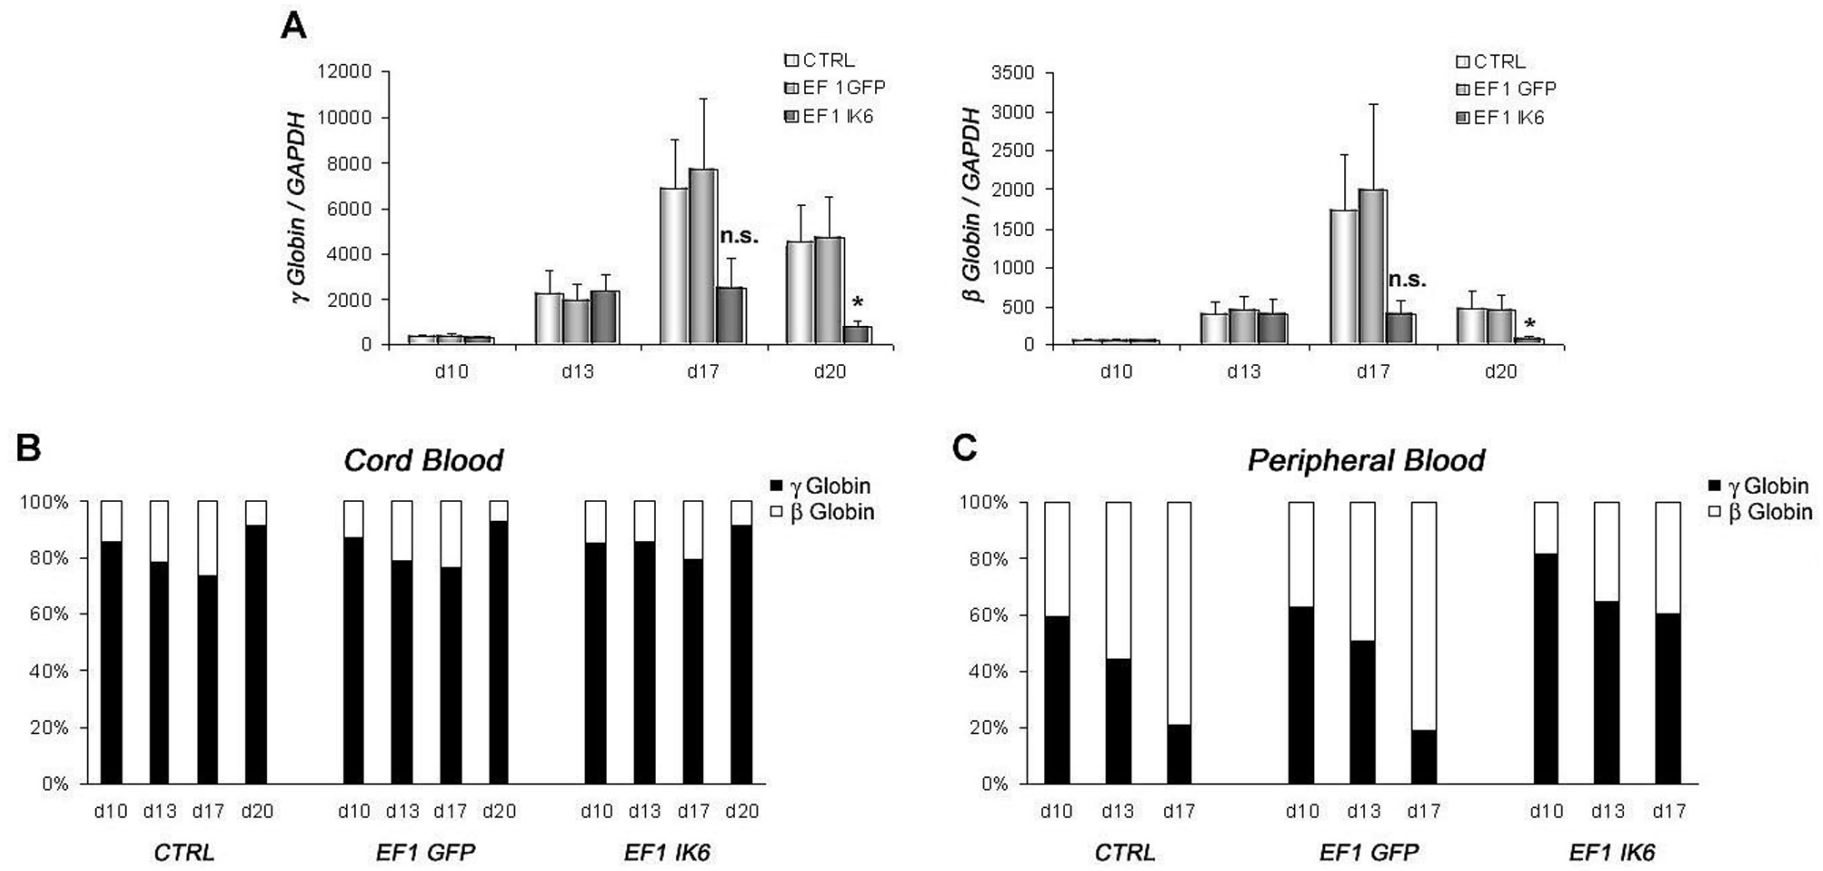 A
γ Globin / GAPDH
12000
10000
8000
6000
4000
2000
0
CTRL
EF 1GFP
EF1 IK6
n.s.
*
d10 d13 d17 d20
β Globin / GAPDH
3500
3000
2500
2000
1500
1000
500
0
CTRL
EF1 GFP
EF1 IK6
n.s.
*
d10 d13 d17 d20
B
Cord Blood
γ Globin
β Globin
100%
80%
60%
40%
20%
0%
d10 d13 d17 d20 d10 d13 d17 d20 d10 d13 d17 d20
CTRL EF1 GFP EF1 IK6
C
Peripheral Blood
γ Globin
β Globin
100%
80%
60%
40%
20%
0%
d10 d13 d17 d10 d13 d17 d10 d13 d17
CTRL EF1 GFP EF1 IK6